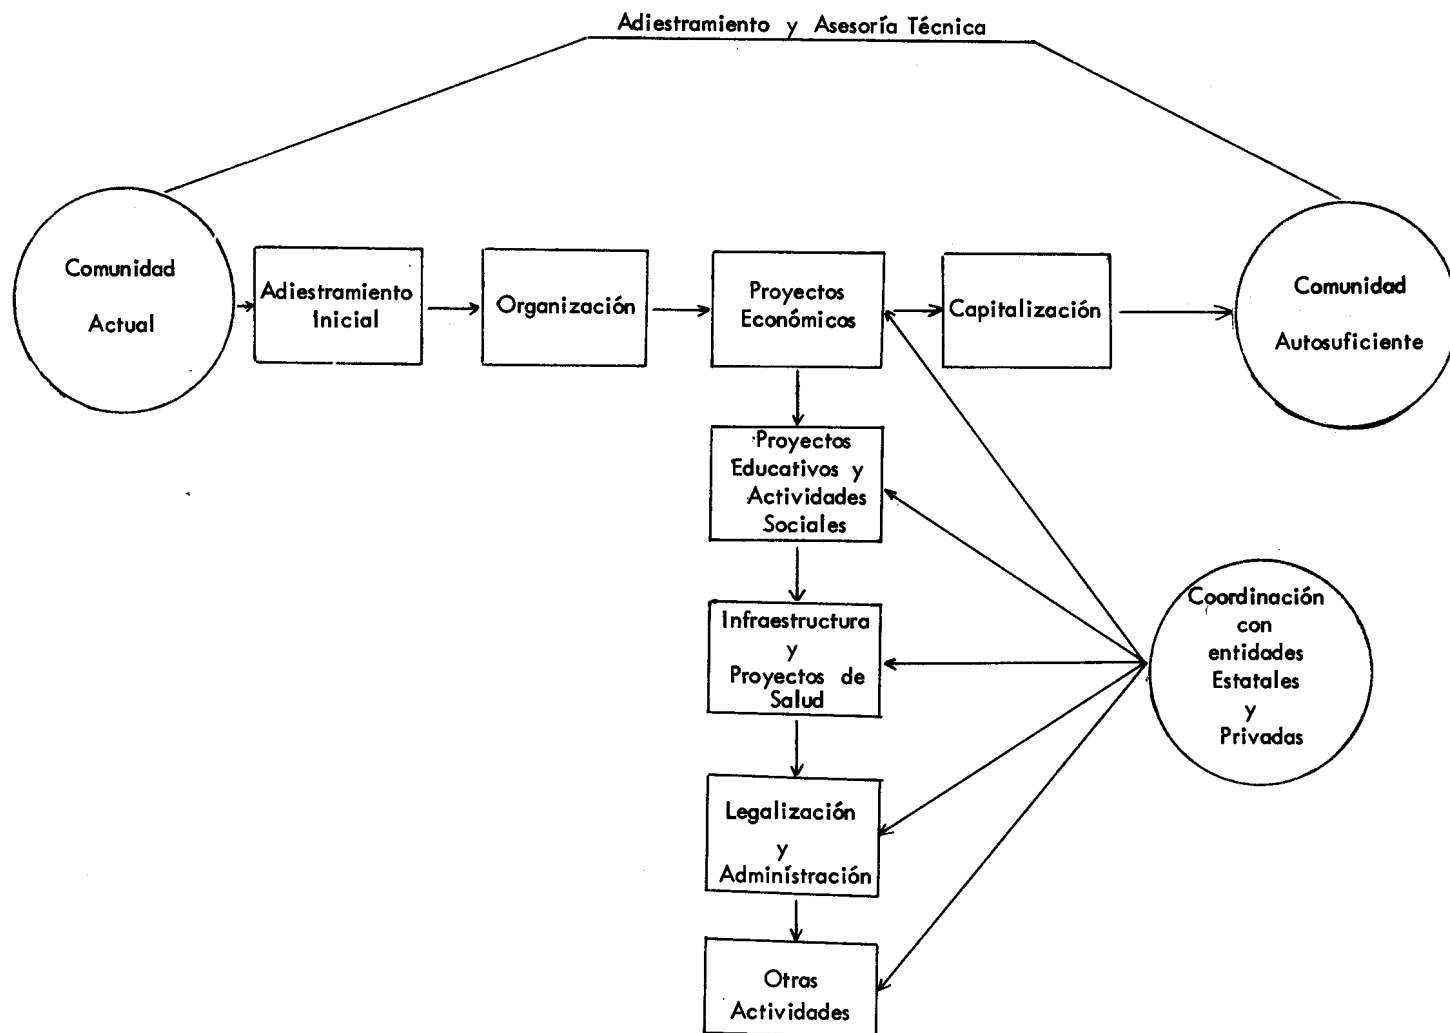 Adiestramiento y Asesoría Técnica
Comunidad
Actual
Adiestramiento
Inicial
Organización
Proyectos
Económicos
Capitalización
Comunidad
Autosuficiente
Proyectos
Educativos y
Actividades
Sociales
Infraestructura
y
Proyectos de
Salud
Coordinación
con
entidades
Estatales
y
Privadas
Legalización
y
Administración
Otras
Actividades